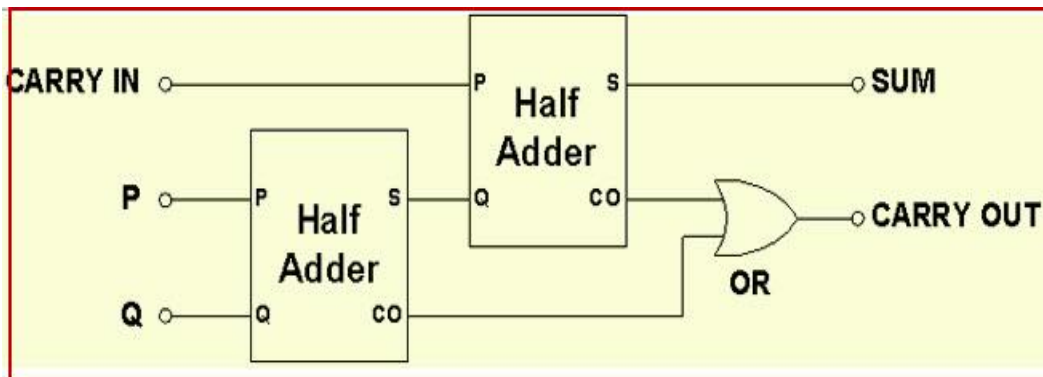 CARRY IN
P
S
SUM
Half
Adder
P
P
S
Q
CO
CARRY OUT
Half
Adder
OR
Q
Q
CO